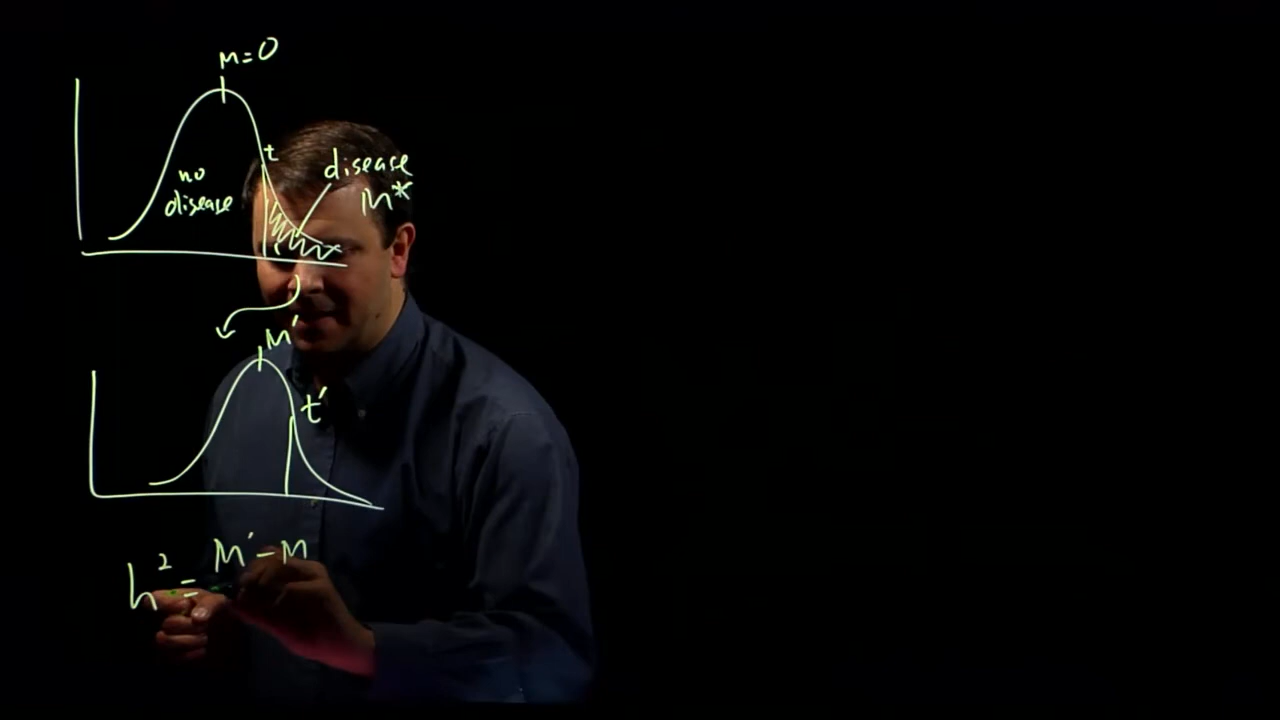 M=0
t
no
disease
disease
M*
M'
t'
h² = M' - M